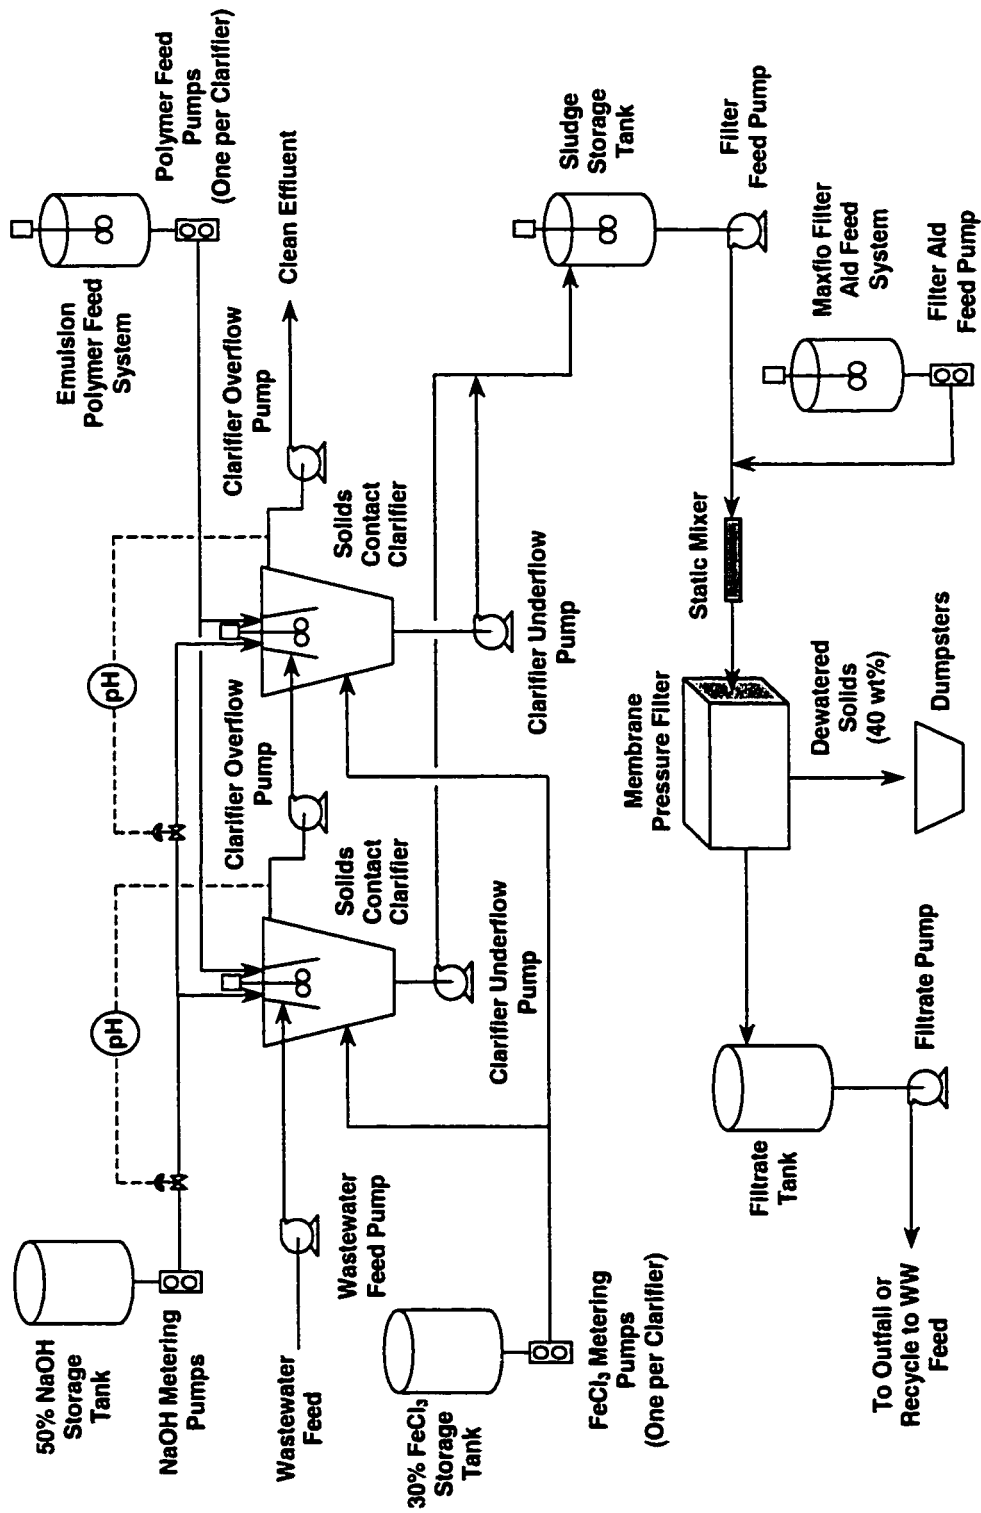 50% NaOH
Storage
Tank
NaOH Metering
Pumps
pH
pH
Emulsion
Polymer Feed
System
Polymer Feed
Pumps
(One per Clarifier)
Wastewater
Feed
Wastewater
Feed Pump
Clarifier Overflow
Pump
Clarifier Overflow
Pump
Clean Effluent
Solids
Contact
Clarifier
Solids
Contact
Clarifier
30% FeCl₃
Storage
Tank
FeCl₃ Metering
Pumps
(One per Clarifier)
Clarifier Underflow
Pump
Clarifier Underflow
Pump
Sludge
Storage
Tank
Filter
Feed Pump
Maxflo Filter
Aid Feed
System
Filter Aid
Feed Pump
Static Mixer
Membrane
Pressure Filter
Dewatered
Solids
(40 wt%)
Dumpsters
Filtrate
Tank
Filtrate Pump
To Outfall or
Recycle to WW
Feed